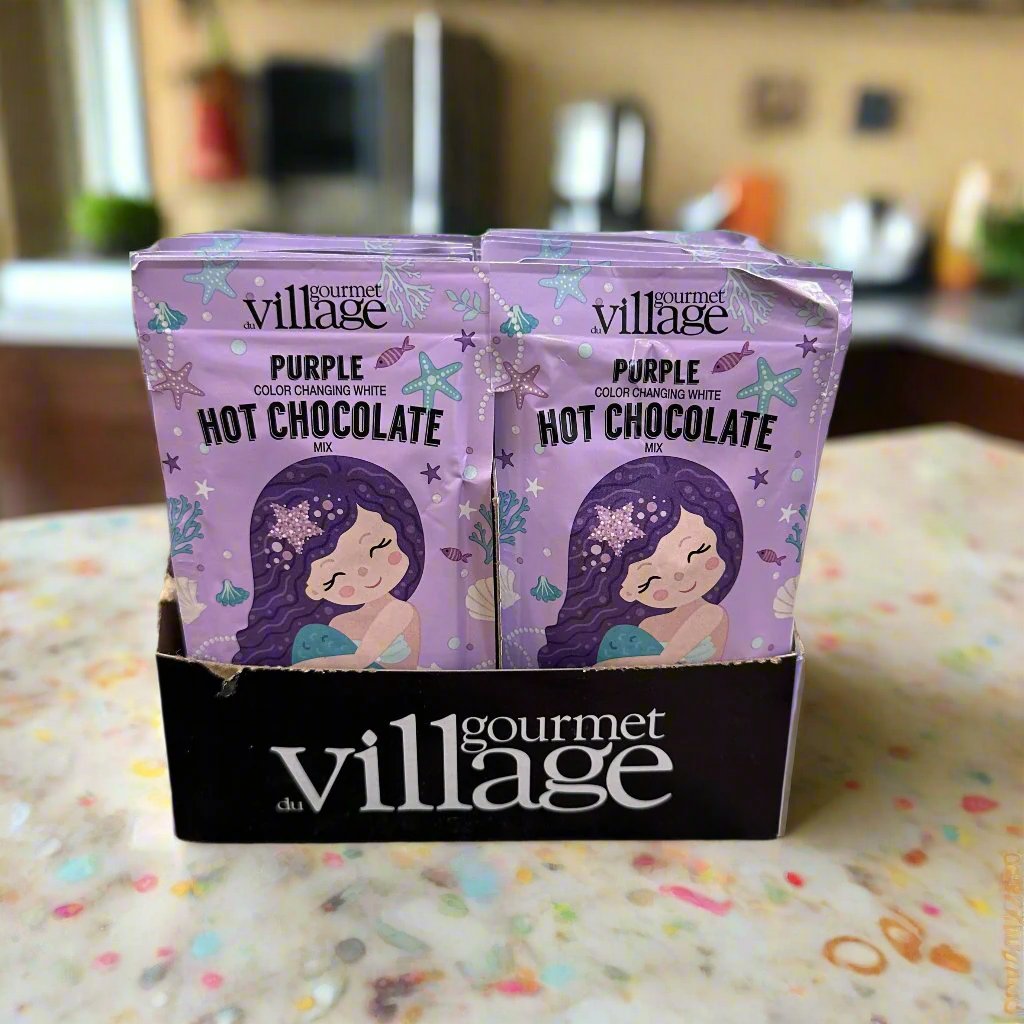 gourmet
du village
PURPLE
COLOR CHANGING WHITE
HOT CHOCOLATE
MIX
gourmet
du village
PURPLE
COLOR CHANGING WHITE
HOT CHOCOLATE
MIX
gourmet
du village